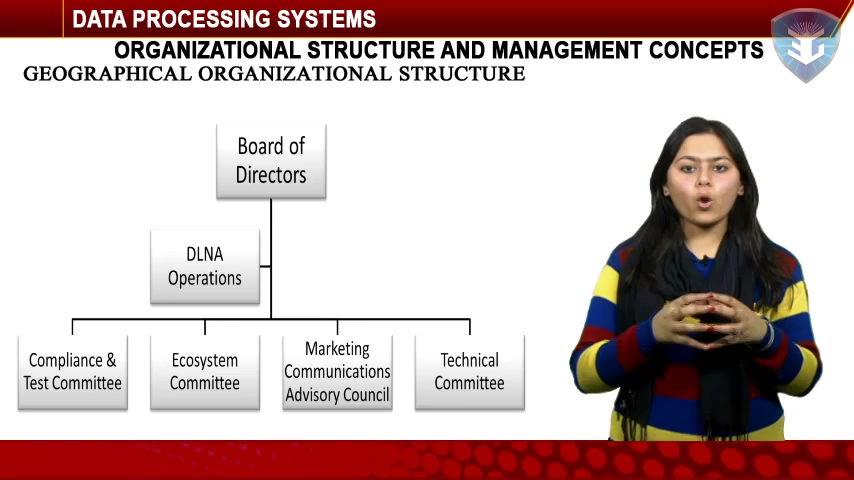 DATA PROCESSING SYSTEMS
ORGANIZATIONAL STRUCTURE AND MANAGEMENT CONCEPTS
GEOGRAPHICAL ORGANIZATIONAL STRUCTURE
Board of
Directors
DLNA
Operations
Compliance &
Test Committee
Ecosystem
Committee
Marketing
Communications
Advisory Council
Technical
Committee